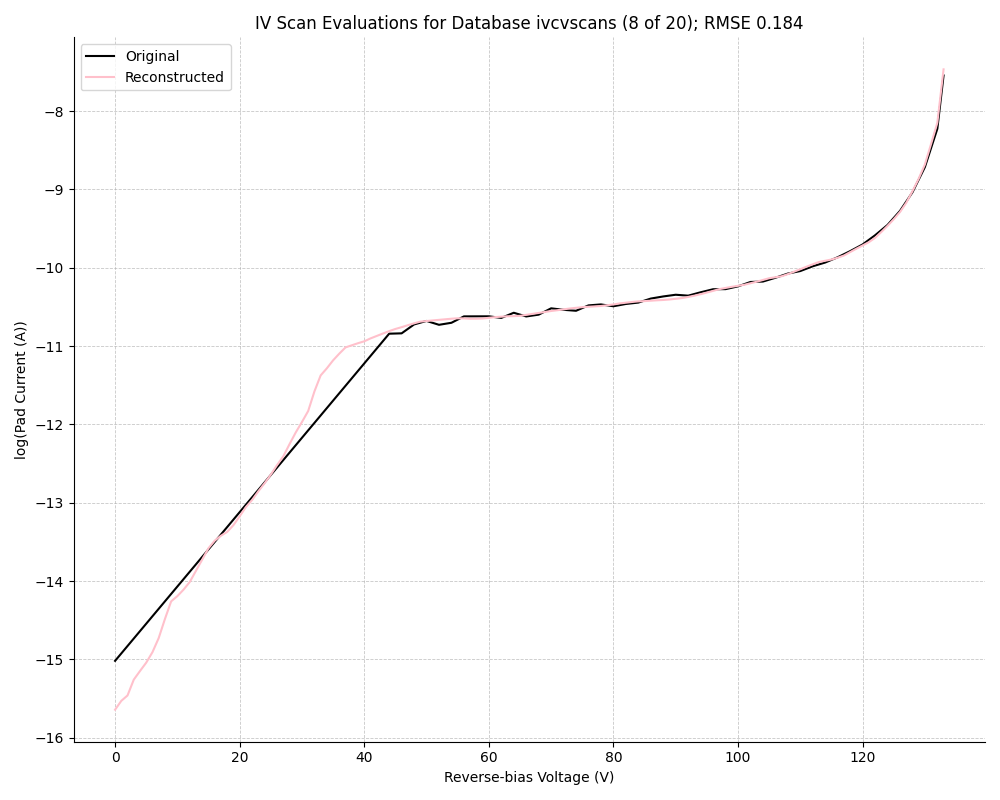 IV Scan Evaluations for Database ivcvscans (8 of 20); RMSE 0.184
Original
Reconstructed
log(Pad Current (A))
−8
−9
−10
−11
−12
−13
−14
−15
−16
0 20 40 60 80 100 120
Reverse-bias Voltage (V)